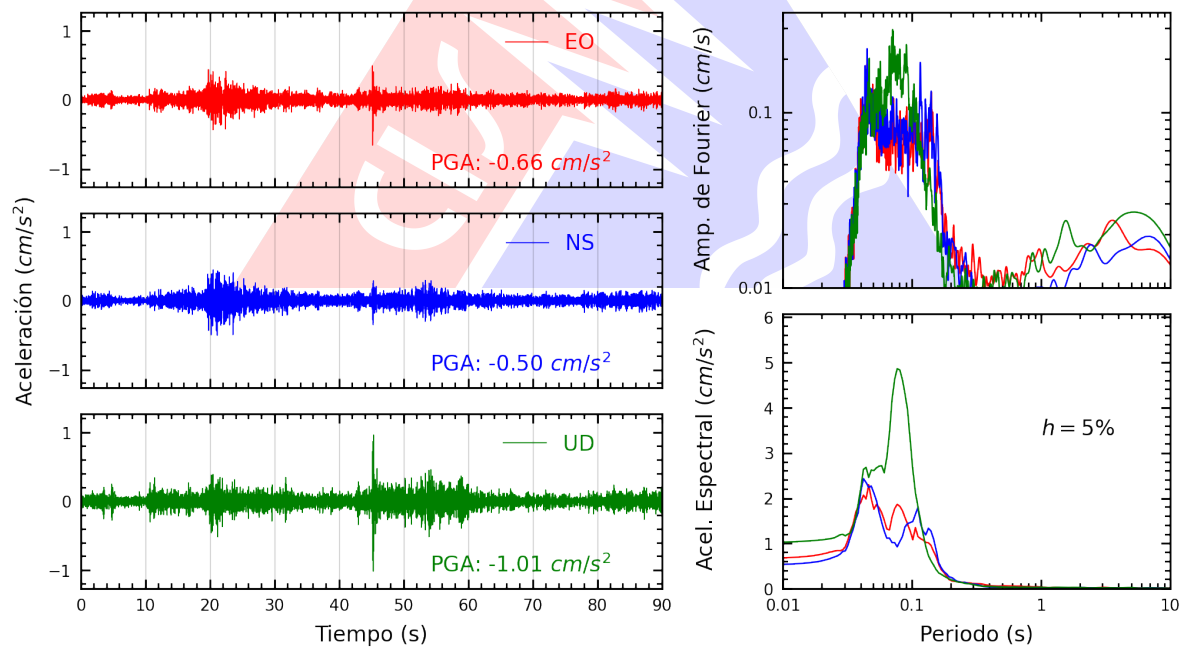 Aceleración (cm/s²)
1
0
−1
EO
PGA: -0.66 cm/s²
1
0
−1
NS
PGA: -0.50 cm/s²
1
0
−1
UD
PGA: -1.01 cm/s²
0 10 20 30 40 50 60 70 80 90
Tiempo (s)
Amp. de Fourier (cm/s)
0.1
0.01
Acel. Espectral (cm/s²)
6
5
4
3
2
1
0
h = 5%
0.01 0.1 1 10
Periodo (s)